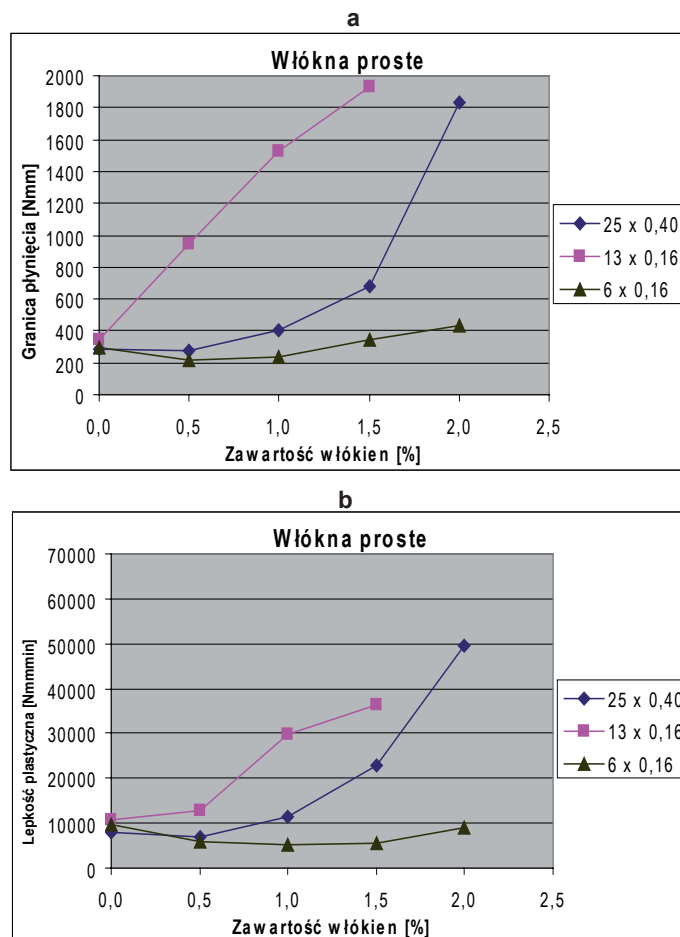 a
Włókna proste
2000
1800
1600
1400
1200
1000
800
600
400
200
0
Granica płynięcia [Nmm]
0,0 0,5 1,0 1,5 2,0 2,5
Zawartość włókien [%]
25 x 0,40
13 x 0,16
6 x 0,16
b
Włókna proste
70000
60000
50000
40000
30000
20000
10000
0
Lepkość plastyczna [Nmmmin]
0,0 0,5 1,0 1,5 2,0 2,5
Zawartość włókien [%]
25 x 0,40
13 x 0,16
6 x 0,16